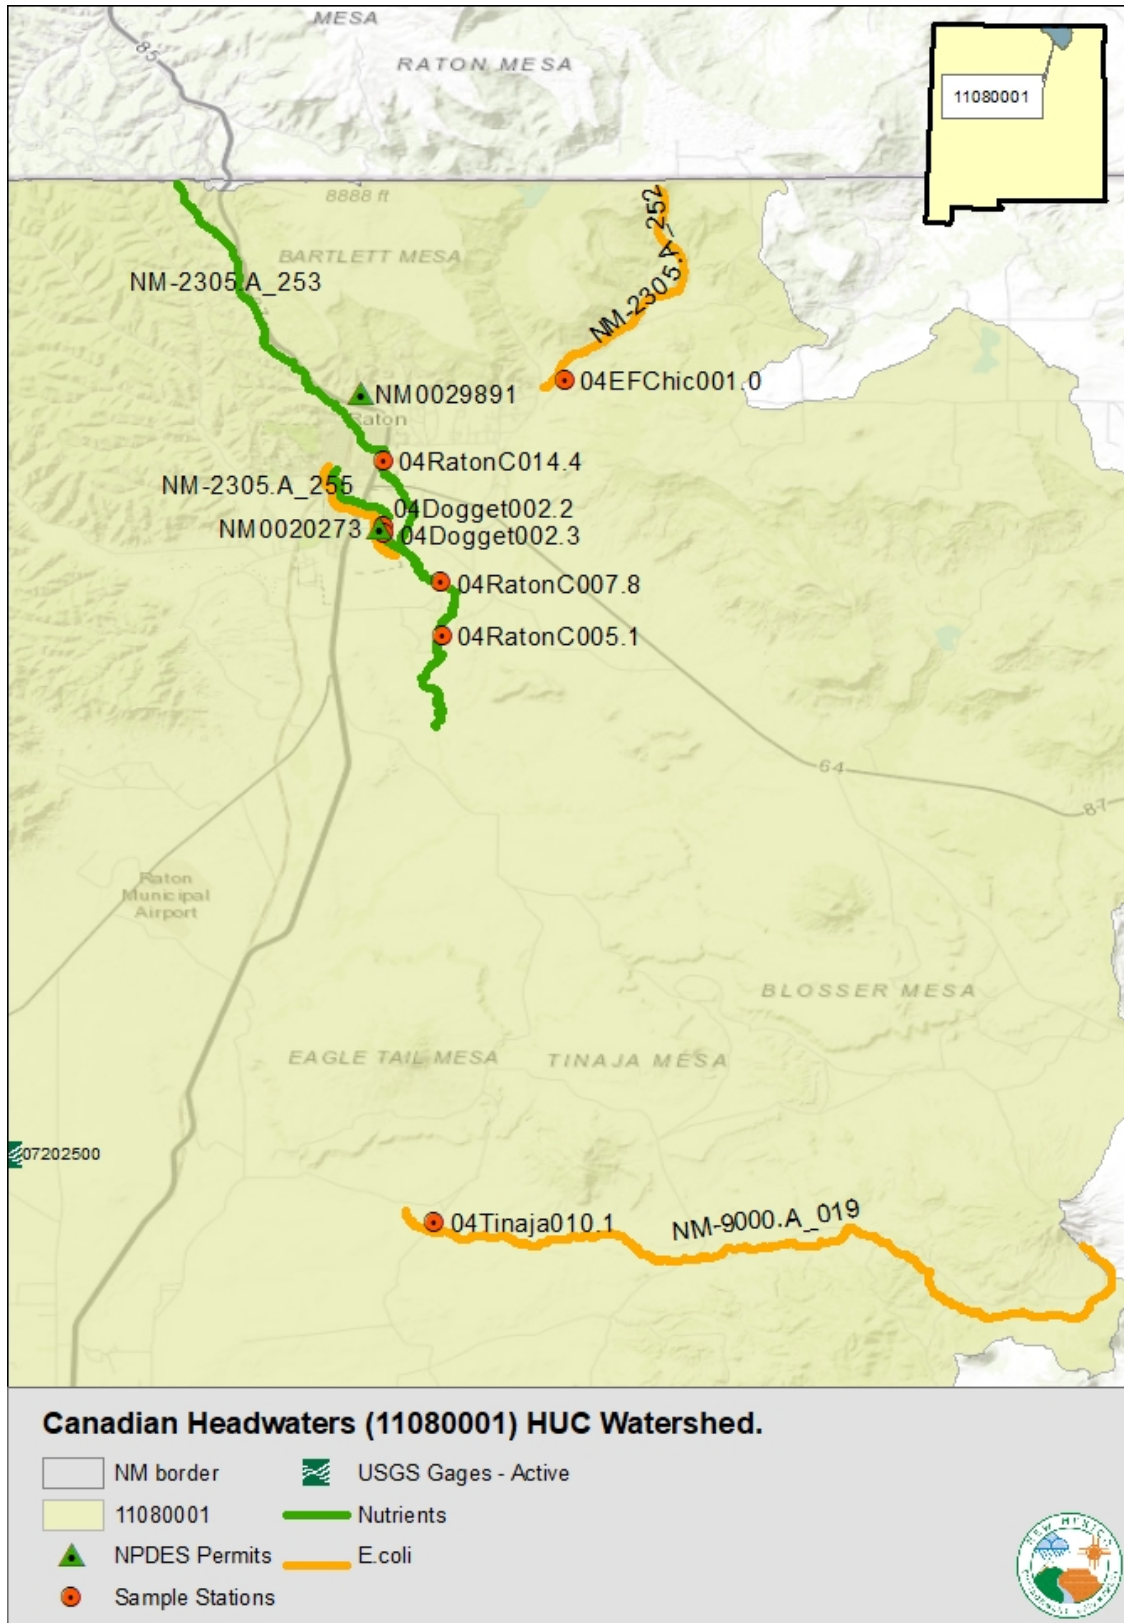 MESA
85
RATON MESA
11080001
8888 ft
NM-2305.A_252
BARTLETT MESA
NM-2305.A_253
04EFChic001.0
NM0029891
Raton
04RatonC014.4
NM-2305.A_255
04Dogget002.2
NM0020273
04Dogget002.3
04RatonC007.8
04RatonC005.1
64
87
Raton
Municipal
Airport
BLOSSER MESA
EAGLE TAIL MESA
TINAJA MESA
07202500
04Tinaja010.1
NM-9000.A_019
Canadian Headwaters (11080001) HUC Watershed.
NM border
USGS Gages - Active
11080001
Nutrients
NPDES Permits
E.coli
Sample Stations
NEW MEXICO